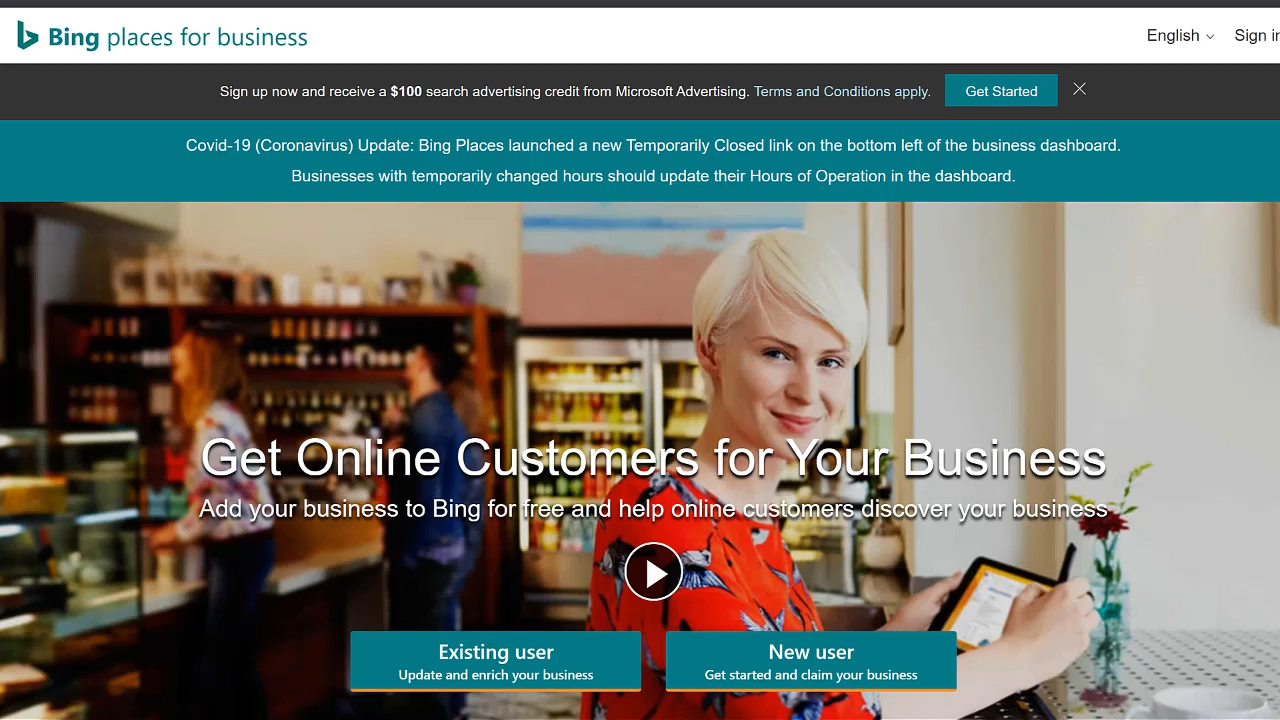 Bing places for business
English
Sign in
Sign up now and receive a $100 search advertising credit from Microsoft Advertising. Terms and Conditions apply.
Get Started
Covid-19 (Coronavirus) Update: Bing Places launched a new Temporarily Closed link on the bottom left of the business dashboard.
Businesses with temporarily changed hours should update their Hours of Operation in the dashboard.
Get Online Customers for Your Business
Add your business to Bing for free and help online customers discover your business
Existing user
Update and enrich your business
New user
Get started and claim your business